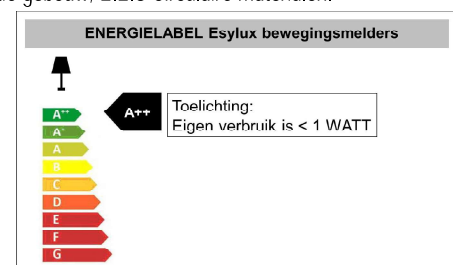 ENERGIELABEL Esylux bewegingsmelders
A++
A++
Toelichting:
A+
Eigen verbruik is < 1 WATT
A
B
C
D
E
F
G